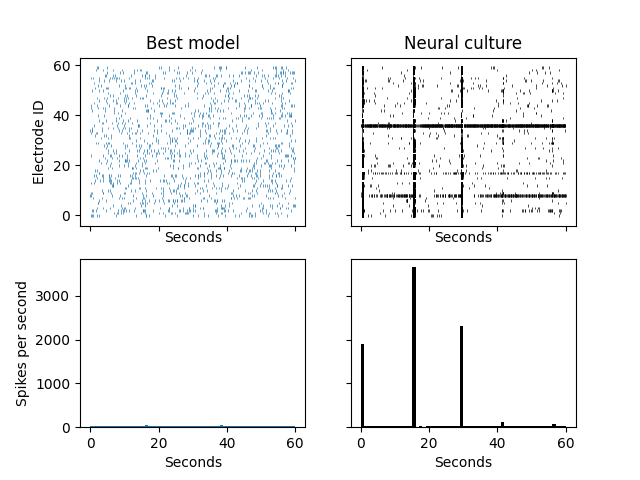 Best model
Neural culture
60
40
20
0
Electrode ID
Seconds
Seconds
3000
2000
1000
0
Spikes per second
0 20 40 60
0 20 40 60
Seconds
Seconds